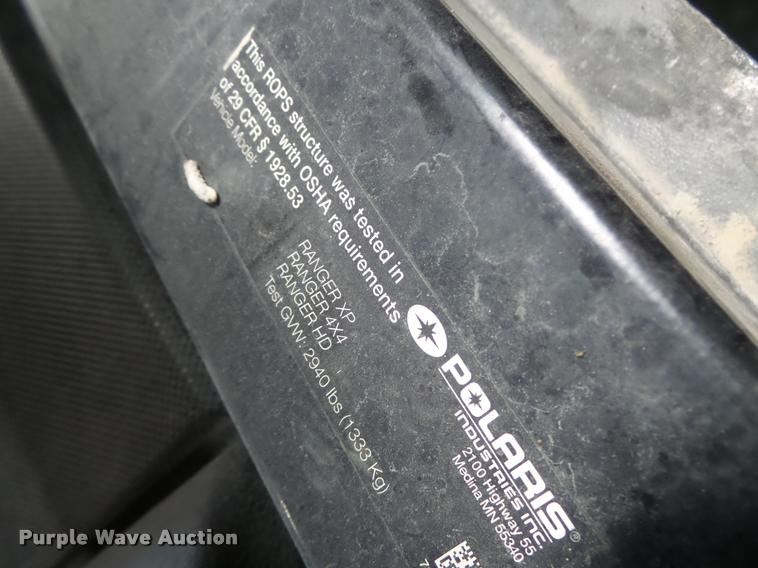 This ROPS structure was tested in
accordance with OSHA requirements
of 29 CFR § 1928.53
Vehicle Model:
RANGER XP
RANGER 4X4
RANGER HD
Test GVW: 2940 lbs (1333 Kg)
POLARIS®
INDUSTRIES INC.
2100 Highway 55
Medina MN 55340
7
Purple Wave Auction